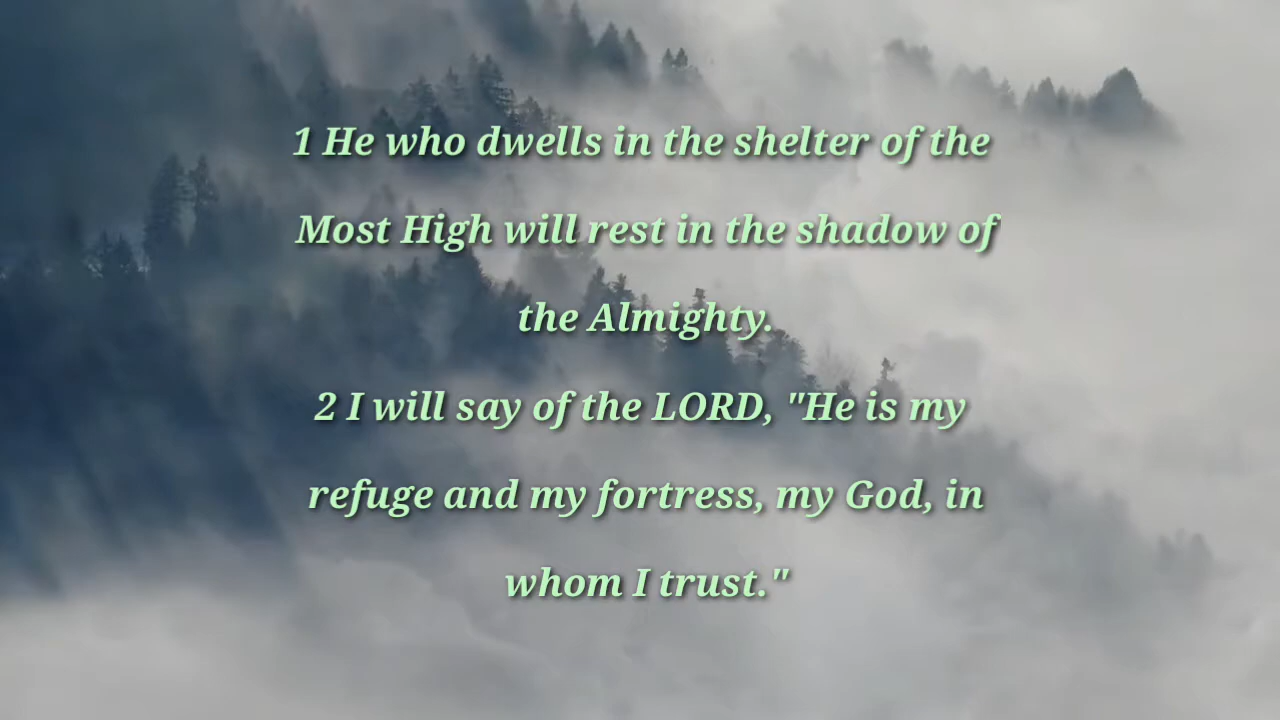 1 He who dwells in the shelter of the
Most High will rest in the shadow of
the Almighty.
2 I will say of the LORD, "He is my
refuge and my fortress, my God, in
whom I trust."